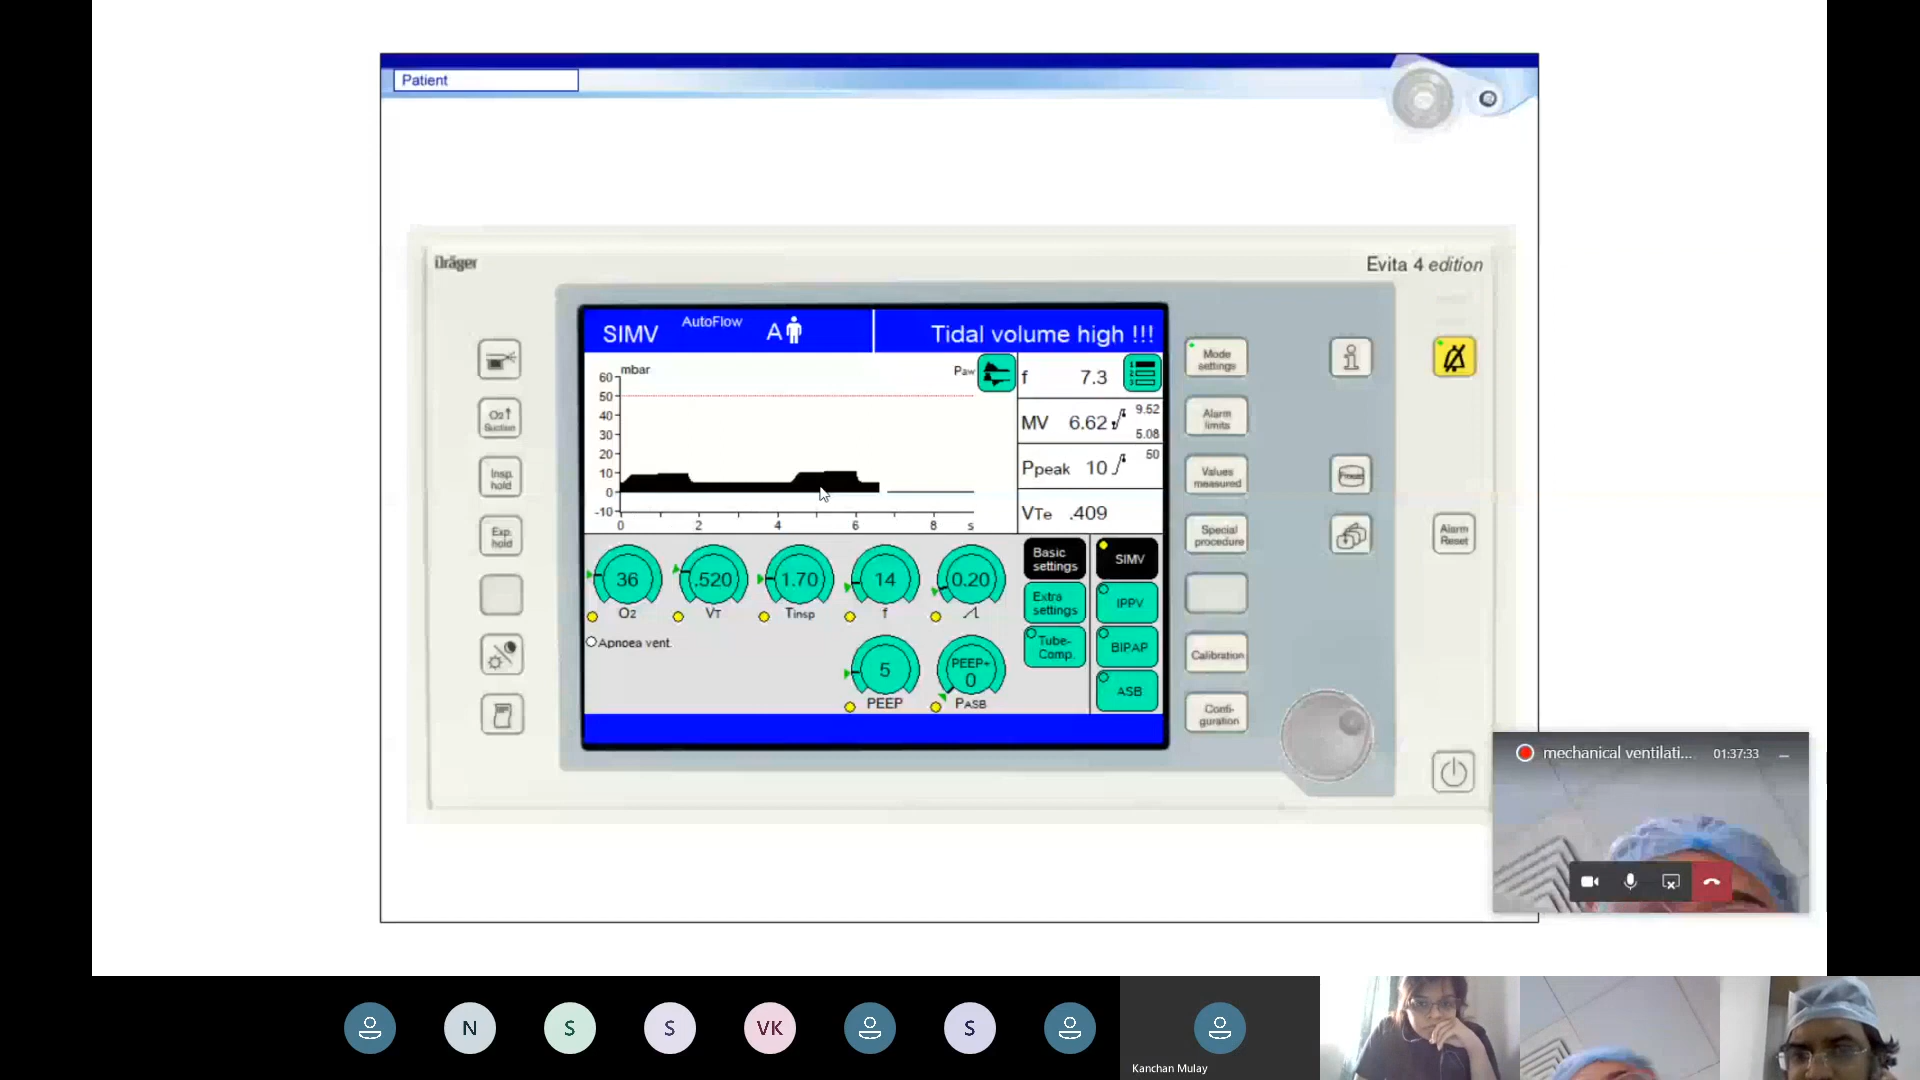 Patient
Dräger
Evita 4 edition
SIMV
AutoFlow
A
Tidal volume high !!!
mbar
Paw
60
50
40
30
20
10
0
-10
0
2
4
6
8
s
f 7.3
MV 6.62 9.52
5.08
Ppeak 10 50
VTe .409
36
.520
1.70
14
0.20
O2
VT
Tinsp
f
Apnoea vent.
5
PEEP+
0
PEEP
PASB
Basic
settings
Extra
settings
Tube-
Comp.
SIMV
IPPV
BIPAP
ASB
O2↑
Suction
Insp.
hold
Exp.
hold
Mode
settings
Alarm
limits
Values
measured
Special
procedure
Calibration
Confi-
guration
i
Freeze
Alarm
Reset
mechanical ventilati...
01:37:33
N
S
S
VK
S
Kanchan Mulay